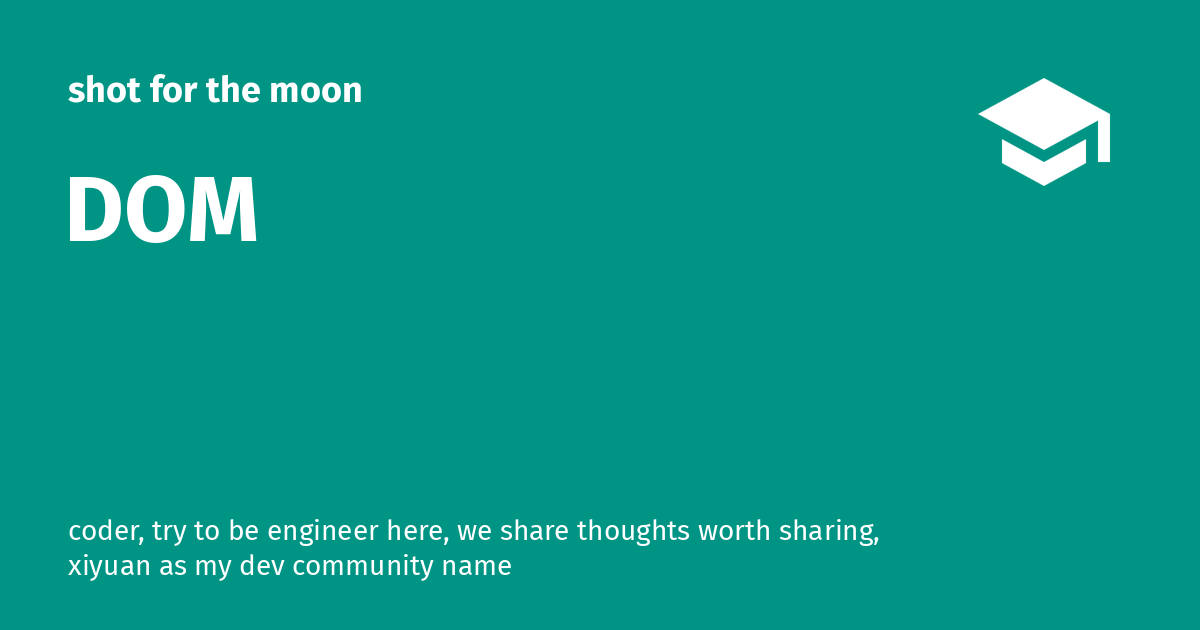 shot for the moon
DOM
coder, try to be engineer here, we share thoughts worth sharing,
xiyuan as my dev community name